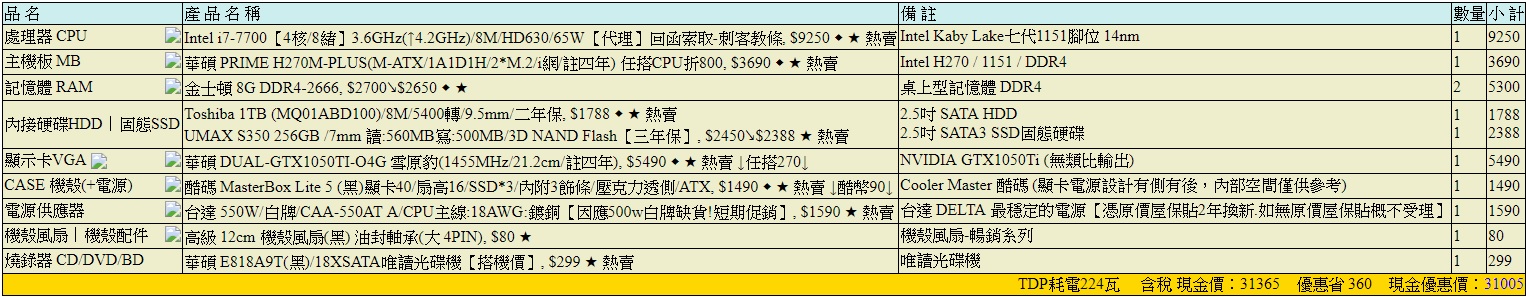 品 名 產 品 名 稱 備 註 數量 小 計
處理器 CPU Intel i7-7700【4核/8緒】3.6GHz(↑4.2GHz)/8M/HD630/65W【代理】回函索取-刺客教條, $9250 ◆ ★ 熱賣 Intel Kaby Lake七代1151腳位 14nm 1 9250
主機板 MB 華碩 PRIME H270M-PLUS(M-ATX/1A1D1H/2*M.2/i網/註四年) 任搭CPU折800, $3690 ◆ ★ 熱賣 Intel H270 / 1151 / DDR4 1 3690
記憶體 RAM 金士頓 8G DDR4-2666, $2700↘$2650 ◆ ★ 桌上型記憶體 DDR4 2 5300
內接硬碟HDD｜固態SSD Toshiba 1TB (MQ01ABD100)/8M/5400轉/9.5mm/二年保, $1788 ◆ ★ 熱賣 2.5吋 SATA HDD 1 1788
UMAX S350 256GB /7mm 讀:560MB寫:500MB/3D NAND Flash【三年保】, $2450↘$2388 ★ 熱賣 2.5吋 SATA3 SSD固態硬碟 1 2388
顯示卡VGA 華碩 DUAL-GTX1050TI-O4G 雪原豹(1455MHz/21.2cm/註四年), $5490 ◆ ★ 熱賣 ↓任搭270↓ NVIDIA GTX1050Ti (無類比輸出) 1 5490
CASE 機殼(+電源) 酷碼 MasterBox Lite 5 (黑)顯卡40/扇高16/SSD*3/內附3飾條/壓克力透側/ATX, $1490 ◆ ★ 熱賣 ↓酷幣90↓ Cooler Master 酷碼 (顯卡電源設計有側有後，內部空間僅供參考) 1 1490
電源供應器 台達 550W/白牌/CAA-550AT A/CPU主線:18AWG:鍍銅【因應500w白牌缺貨!短期促銷】, $1590 ★ 熱賣 台達 DELTA 最穩定的電源【憑原價屋保貼2年換新.如無原價屋保貼概不受理】 1 1590
機殼風扇｜機殼配件 高級 12cm 機殼風扇(黑) 油封軸承(大 4PIN), $80 ★ 機殼風扇-暢銷系列 1 80
燒錄器 CD/DVD/BD 華碩 E818A9T(黑)/18XSATA唯讀光碟機【搭機價】, $299 ★ 熱賣 唯讀光碟機 1 299
TDP耗電224瓦 含稅 現金價：31365 優惠省 360 現金優惠價：31005